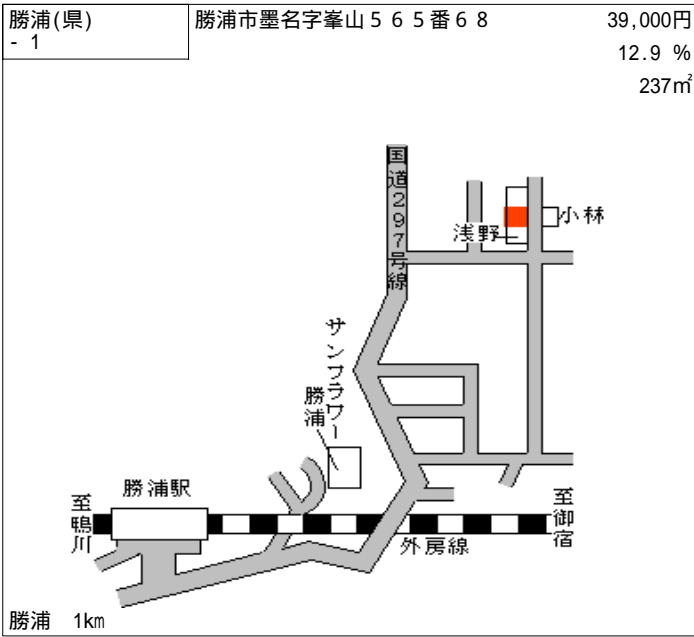 勝浦(県)
- 1
勝浦市墨名字峯山５６５番６８
39,000円
12.9 %
237㎡
国道２９７号線
浅野
小林
サンフラワー
勝浦
勝浦駅
至鴨川
外房線
至御宿
勝浦 1km